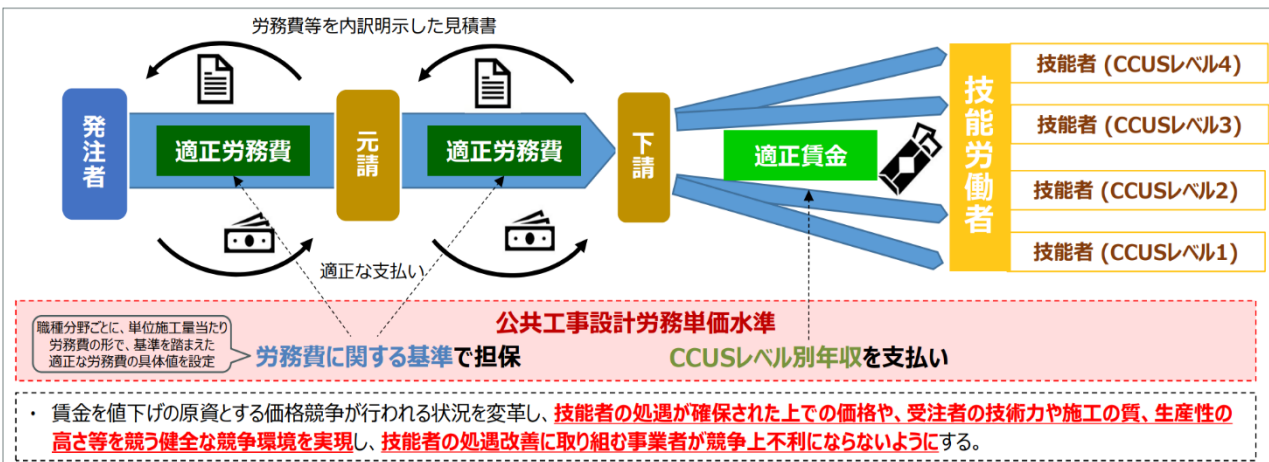 労務費等を内訳明示した見積書
発注者
適正労務費
元請
適正労務費
下請
適正賃金
技能労働者
技能者 (CCUSレベル4)
技能者 (CCUSレベル3)
技能者 (CCUSレベル2)
技能者 (CCUSレベル1)
適正な支払い
公共工事設計労務単価水準
職種分野ごとに、単位施工量当たり
労務費の形で、基準を踏まえた
適正な労務費の具体値を設定
労務費に関する基準で担保
CCUSレベル別年収を支払い
・ 賃金を値下げの原資とする価格競争が行われる状況を変革し、技能者の処遇が確保された上での価格や、受注者の技術力や施工の質、生産性の
高さ等を競う健全な競争環境を実現し、技能者の処遇改善に取り組む事業者が競争上不利にならないようにする。